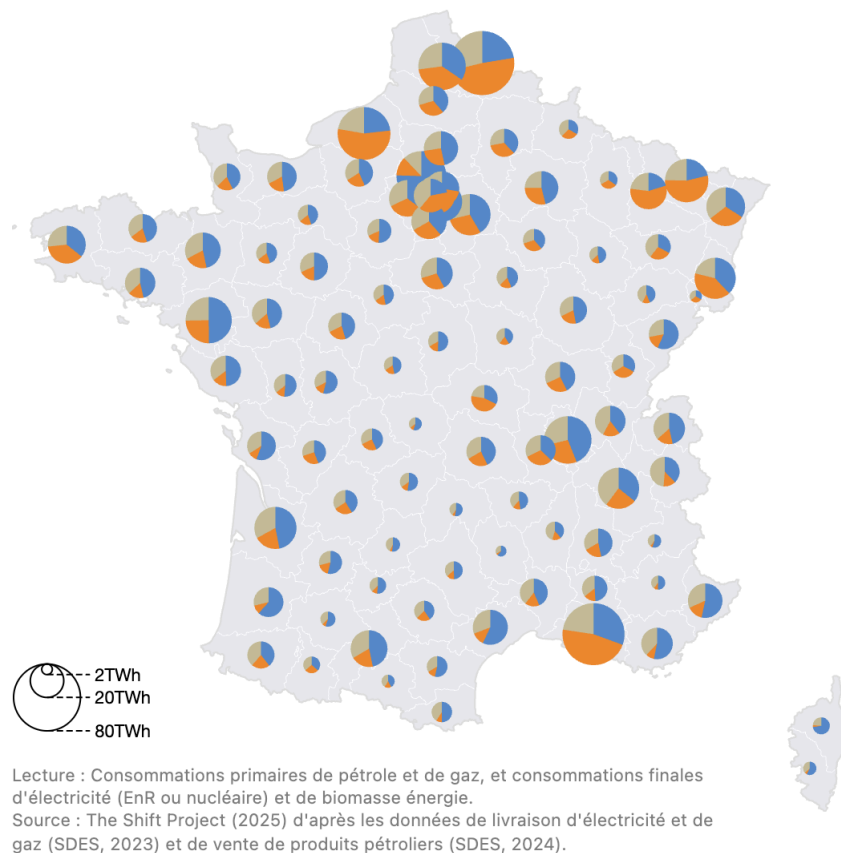 2TWh
20TWh
80TWh
Lecture : Consommations primaires de pétrole et de gaz, et consommations finales
d'électricité (EnR ou nucléaire) et de biomasse énergie.
Source : The Shift Project (2025) d'après les données de livraison d'électricité et de
gaz (SDES, 2023) et de vente de produits pétroliers (SDES, 2024).